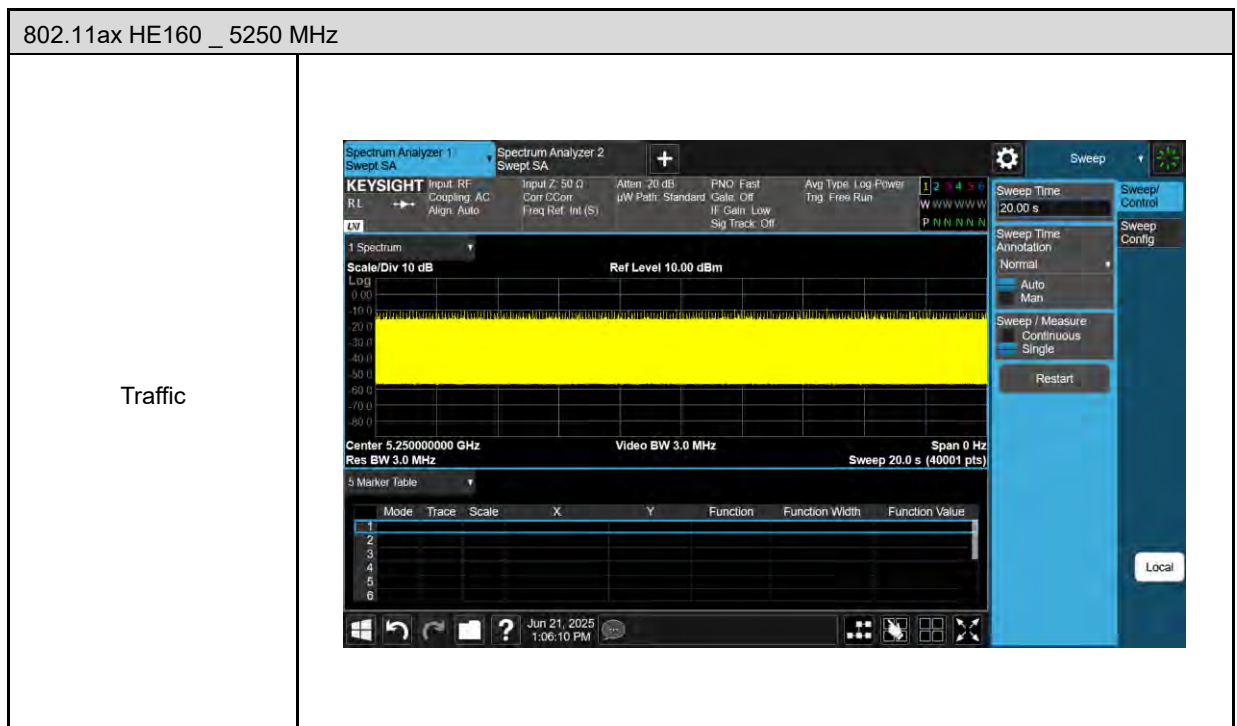 802.11ax HE160 _ 5250 MHz
Traffic
Spectrum Analyzer 1
Swept SA
Spectrum Analyzer 2
Swept SA
+
Sweep
KEYSIGHT
RL
LXI
Input: RF
Coupling: AC
Align: Auto
Input Z: 50 Ω
Corr CCorr
Freq Ref: Int (S)
Atten: 20 dB
µW Path: Standard
PNO: Fast
Gate: Off
IF Gain: Low
Sig Track: Off
Avg Type: Log-Power
Trig: Free Run
1 2 3 4 5 6
W W W W W W
P N N N N N
1 Spectrum
Scale/Div 10 dB
Ref Level 10.00 dBm
Log
0.00
-10.0
-20.0
-30.0
-40.0
-50.0
-60.0
-70.0
-80.0
Center 5.250000000 GHz
Video BW 3.0 MHz
Span 0 Hz
Res BW 3.0 MHz
Sweep 20.0 s (40001 pts)
5 Marker Table
Mode Trace Scale X Y Function Function Width Function Value
1
2
3
4
5
6
Sweep Time
20.00 s
Sweep Time
Annotation
Normal
Auto
Man
Sweep / Measure
Continuous
Single
Restart
Sweep/
Control
Sweep
Config
Local
?
Jun 21, 2025
1:06:10 PM